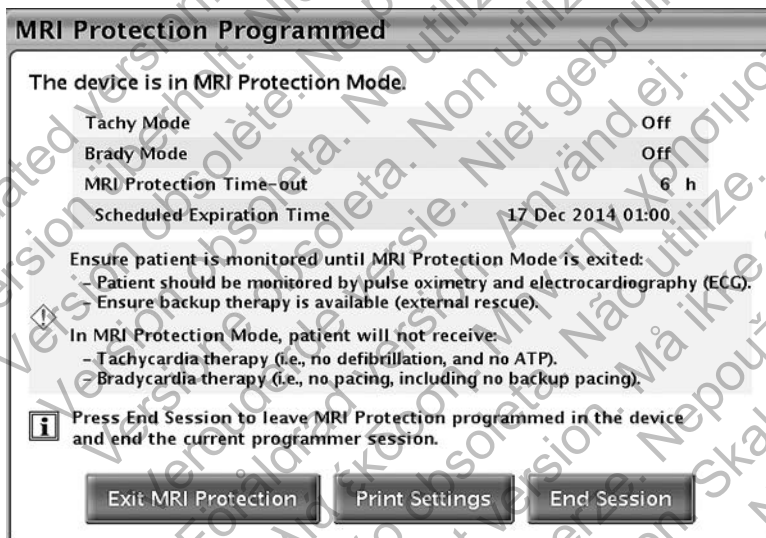 MRI Protection Programmed
The device is in MRI Protection Mode.
Tachy Mode Off
Brady Mode Off
MRI Protection Time-out 6 h
Scheduled Expiration Time 17 Dec 2014 01:00
Ensure patient is monitored until MRI Protection Mode is exited:
- Patient should be monitored by pulse oximetry and electrocardiography (ECG).
- Ensure backup therapy is available (external rescue).
In MRI Protection Mode, patient will not receive:
- Tachycardia therapy (i.e., no defibrillation, and no ATP).
- Bradycardia therapy (i.e., no pacing, including no backup pacing).
Press End Session to leave MRI Protection programmed in the device
and end the current programmer session.
Exit MRI Protection Print Settings End Session